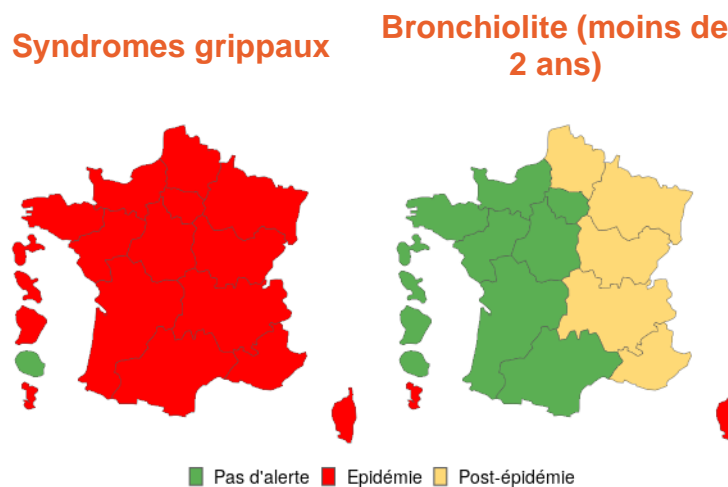 Syndromes grippaux
Bronchiolite (moins de
2 ans)
Pas d'alerte
Epidémie
Post-épidémie